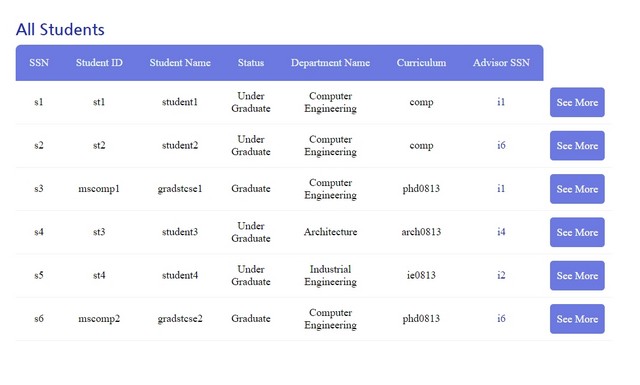 All Students
SSN Student ID Student Name Status Department Name Curriculum Advisor SSN
s1 st1 student1 Under Graduate Computer Engineering comp i1 See More
s2 st2 student2 Under Graduate Computer Engineering comp i6 See More
s3 mscomp1 gradstcse1 Graduate Computer Engineering phd0813 i1 See More
s4 st3 student3 Under Graduate Architecture arch0813 i4 See More
s5 st4 student4 Under Graduate Industrial Engineering ie0813 i2 See More
s6 mscomp2 gradstcse2 Graduate Computer Engineering phd0813 i6 See More